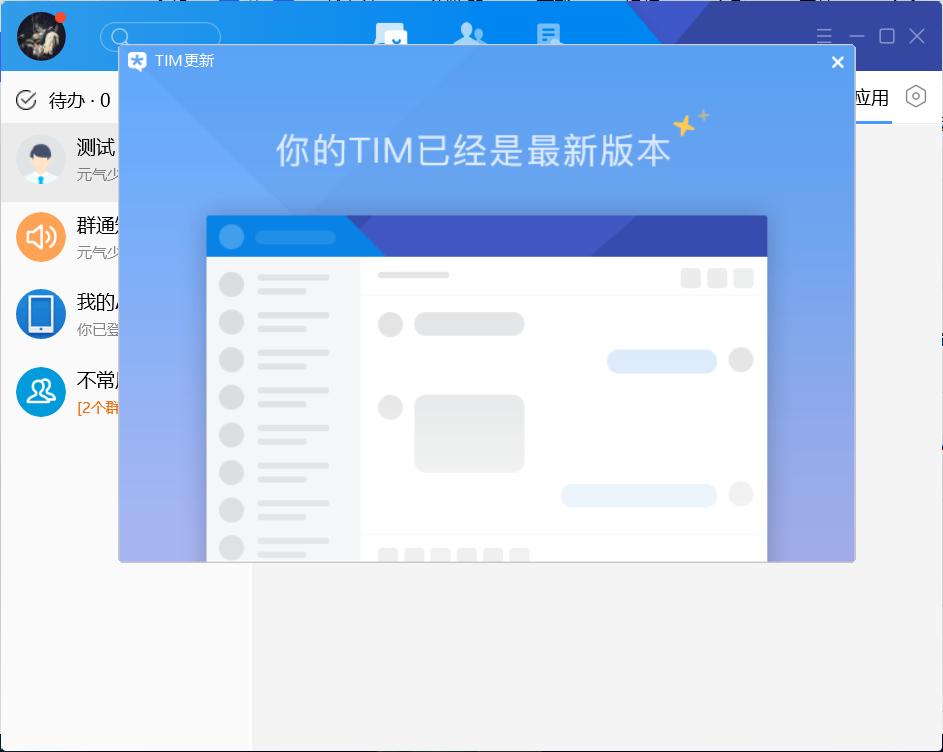 TIM更新
待办 · 0
应用
你的TIM已经是最新版本
测试
元气少
群通
元气少
我的
你已登
不常
[2个群